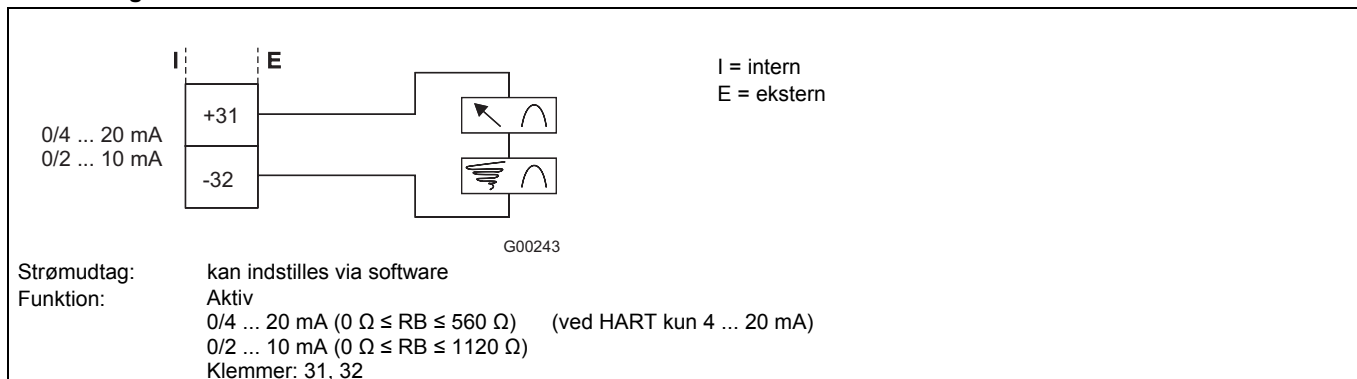 I E
I = intern
E = ekstern
+31
0/4 ... 20 mA
0/2 ... 10 mA
-32
G00243
Strømudtag: kan indstilles via software
Funktion: Aktiv
0/4 ... 20 mA (0 Ω ≤ RB ≤ 560 Ω) (ved HART kun 4 ... 20 mA)
0/2 ... 10 mA (0 Ω ≤ RB ≤ 1120 Ω)
Klemmer: 31, 32